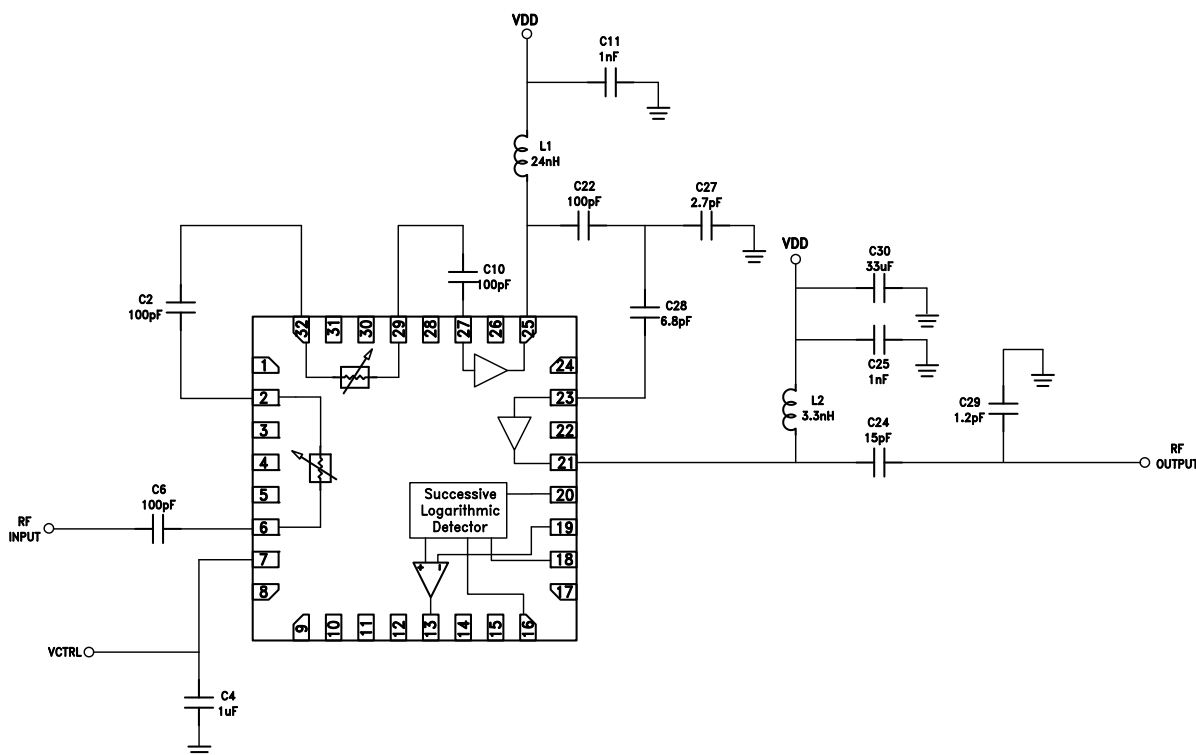 VDD
C11
1nF
L1
24nH
C22
100pF
C27
2.7pF
VDD
C30
33uF
C10
100pF
C2
100pF
C28
6.8pF
C25
1nF
L2
3.3nH
C29
1.2pF
C24
15pF
RF
OUTPUT
32
31
30
29
28
27
26
25
1
2
3
4
5
6
7
8
24
23
22
21
20
19
18
17
Successive
Logarithmic
Detector
+ −
9
10
11
12
13
14
15
16
C6
100pF
RF
INPUT
VCTRL
C4
1uF